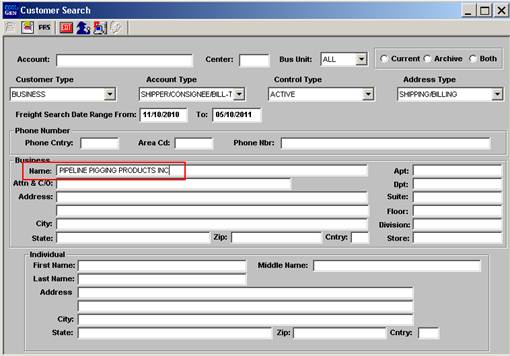 COOL GEN Customer Search
PRS EXIT
Account: Center: Bus Unit: ALL Current Archive Both
Customer Type Account Type Control Type Address Type
BUSINESS SHIPPER/CONSIGNEE/BILL-T ACTIVE SHIPPING/BILLING
Freight Search Date Range From: 11/10/2010 To: 05/10/2011
Phone Number
Phone Cntry: Area Cd: Phone Nbr:
Business
Name: PIPELINE PIGGING PRODUCTS INC Apt:
Attn & C/O: Dpt:
Address: Suite:
Floor:
City: Division:
State: Zip: Cntry: Store:
Individual
First Name: Middle Name:
Last Name:
Address
City:
State: Zip: Cntry: